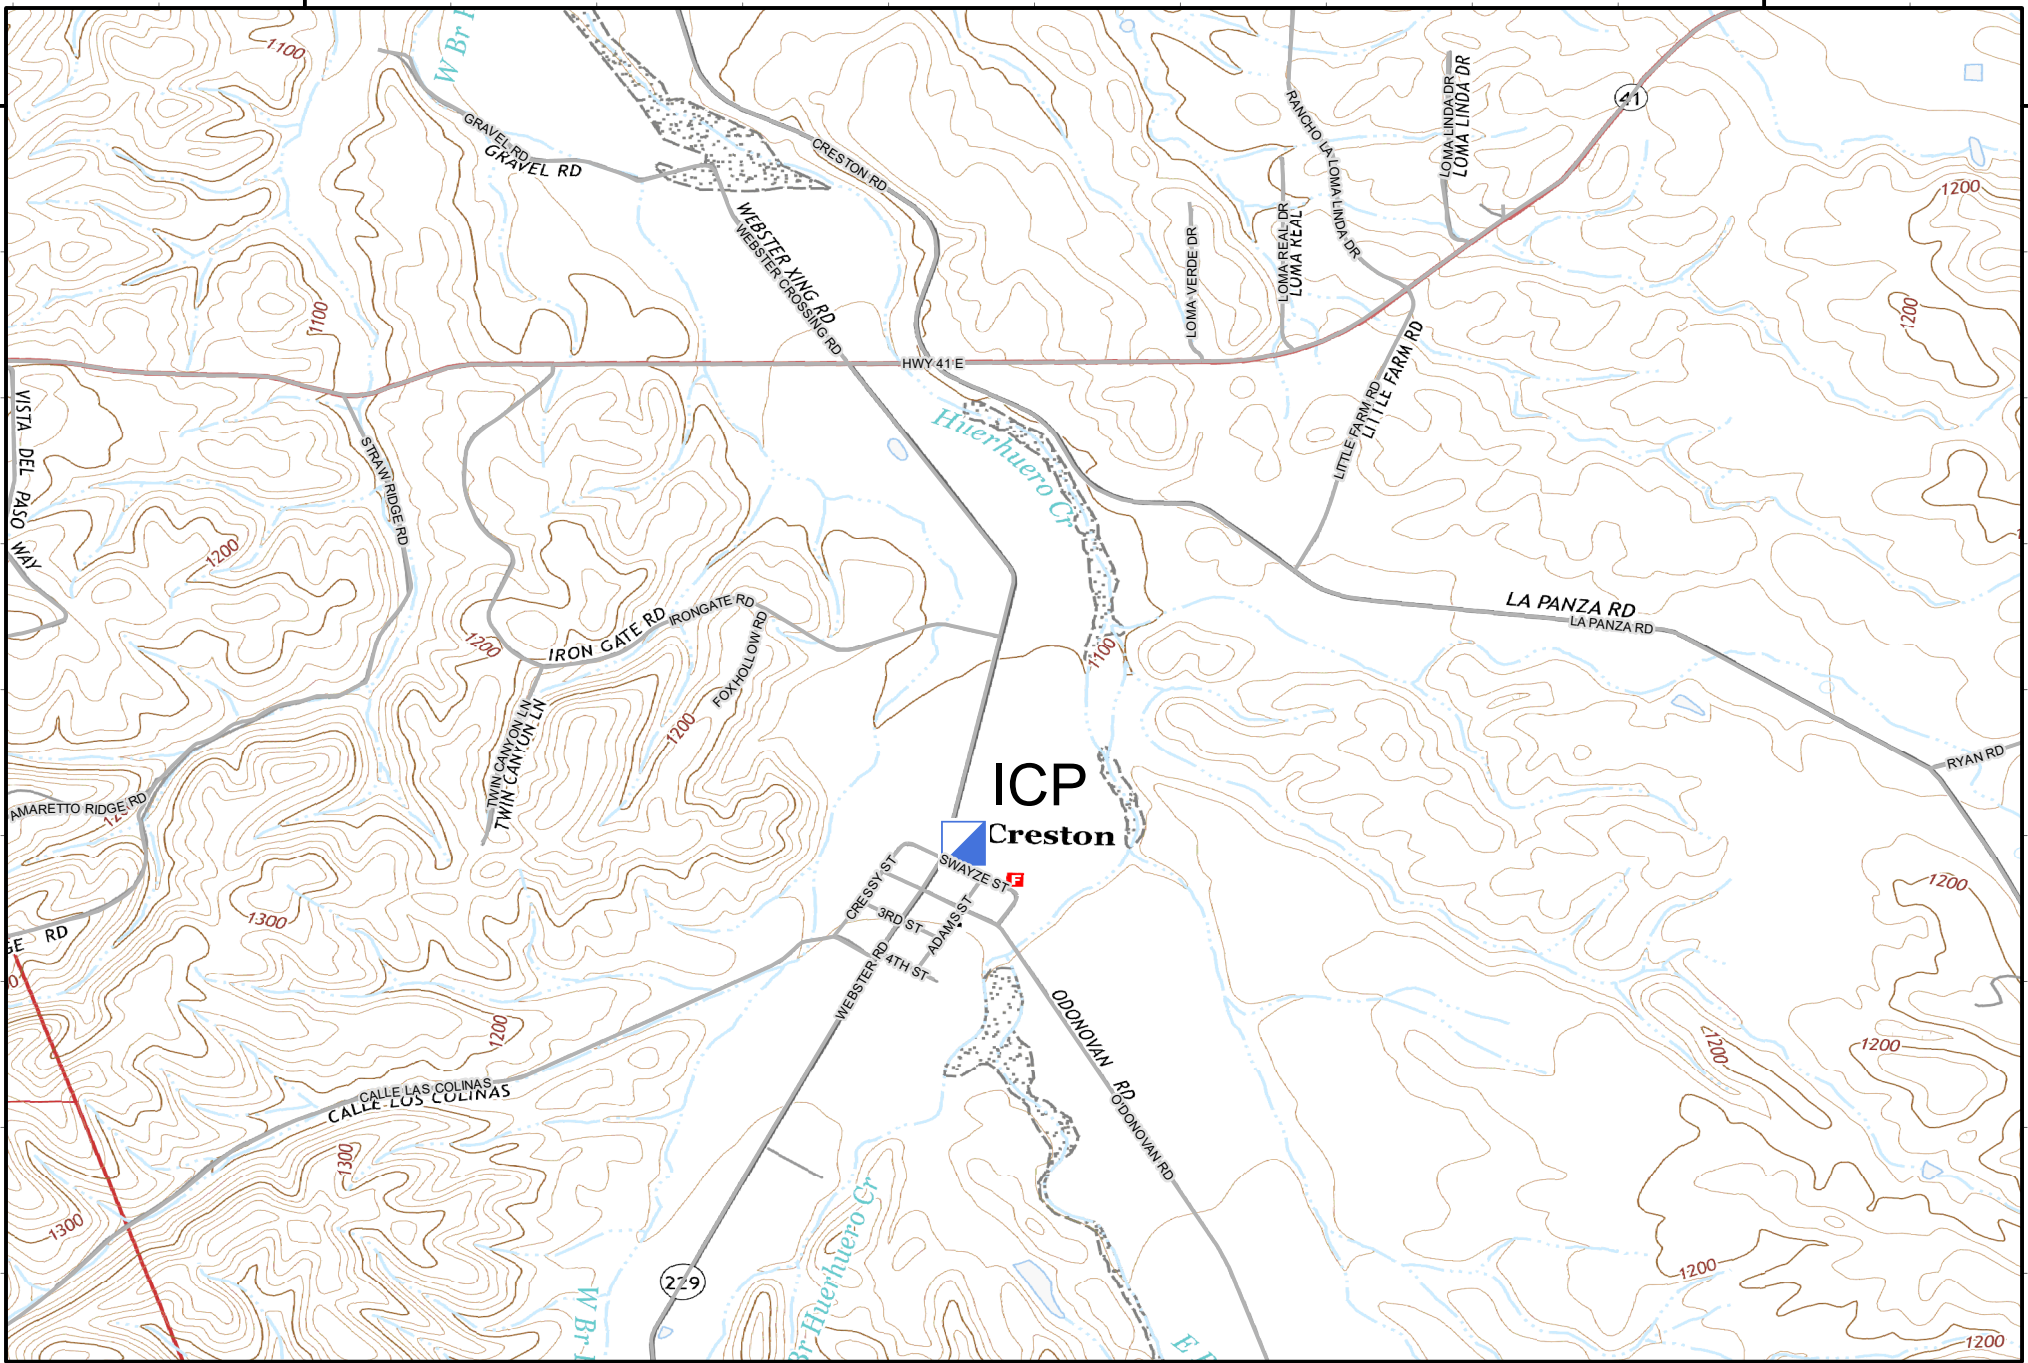 1100
W Br
GRAVEL RD
GRAVEL RD
CRESTON RD
RANCHO LA LOMA LINDA DR
LOMA LINDA DR
LOMA LINDA DR
41
1200
WEBSTER XING RD
WEBSTER CROSSING RD
LOMA VERDE DR
LOMA REAL DR
LOMA REAL
1100
1200
HWY 41 E
LITTLE FARM RD
LITTLE FARM RD
VISTA DEL PASO WAY
STRAW RIDGE RD
Huerhuero Cr
1200
IRON GATE RD
IRONGATE RD
FOXHOLLOW RD
1200
1100
LA PANZA RD
LA PANZA RD
TWIN CANYON LN
TWIN CANYON LN
1200
RYAN RD
ICP
Creston
AMARETTO RIDGE RD
SWAYZE ST
F
CRESSY ST
3RD ST
ADAMS ST
4TH ST
WEBSTER RD
1300
1200
GE RD
ODONOVAN RD
O'DONOVAN RD
1200
1200
1200
CALLE LAS COLINAS
CALLE LOS COLINAS
1300
1300
229
W Br
Br Huerhuero Cr
E
1200
1200